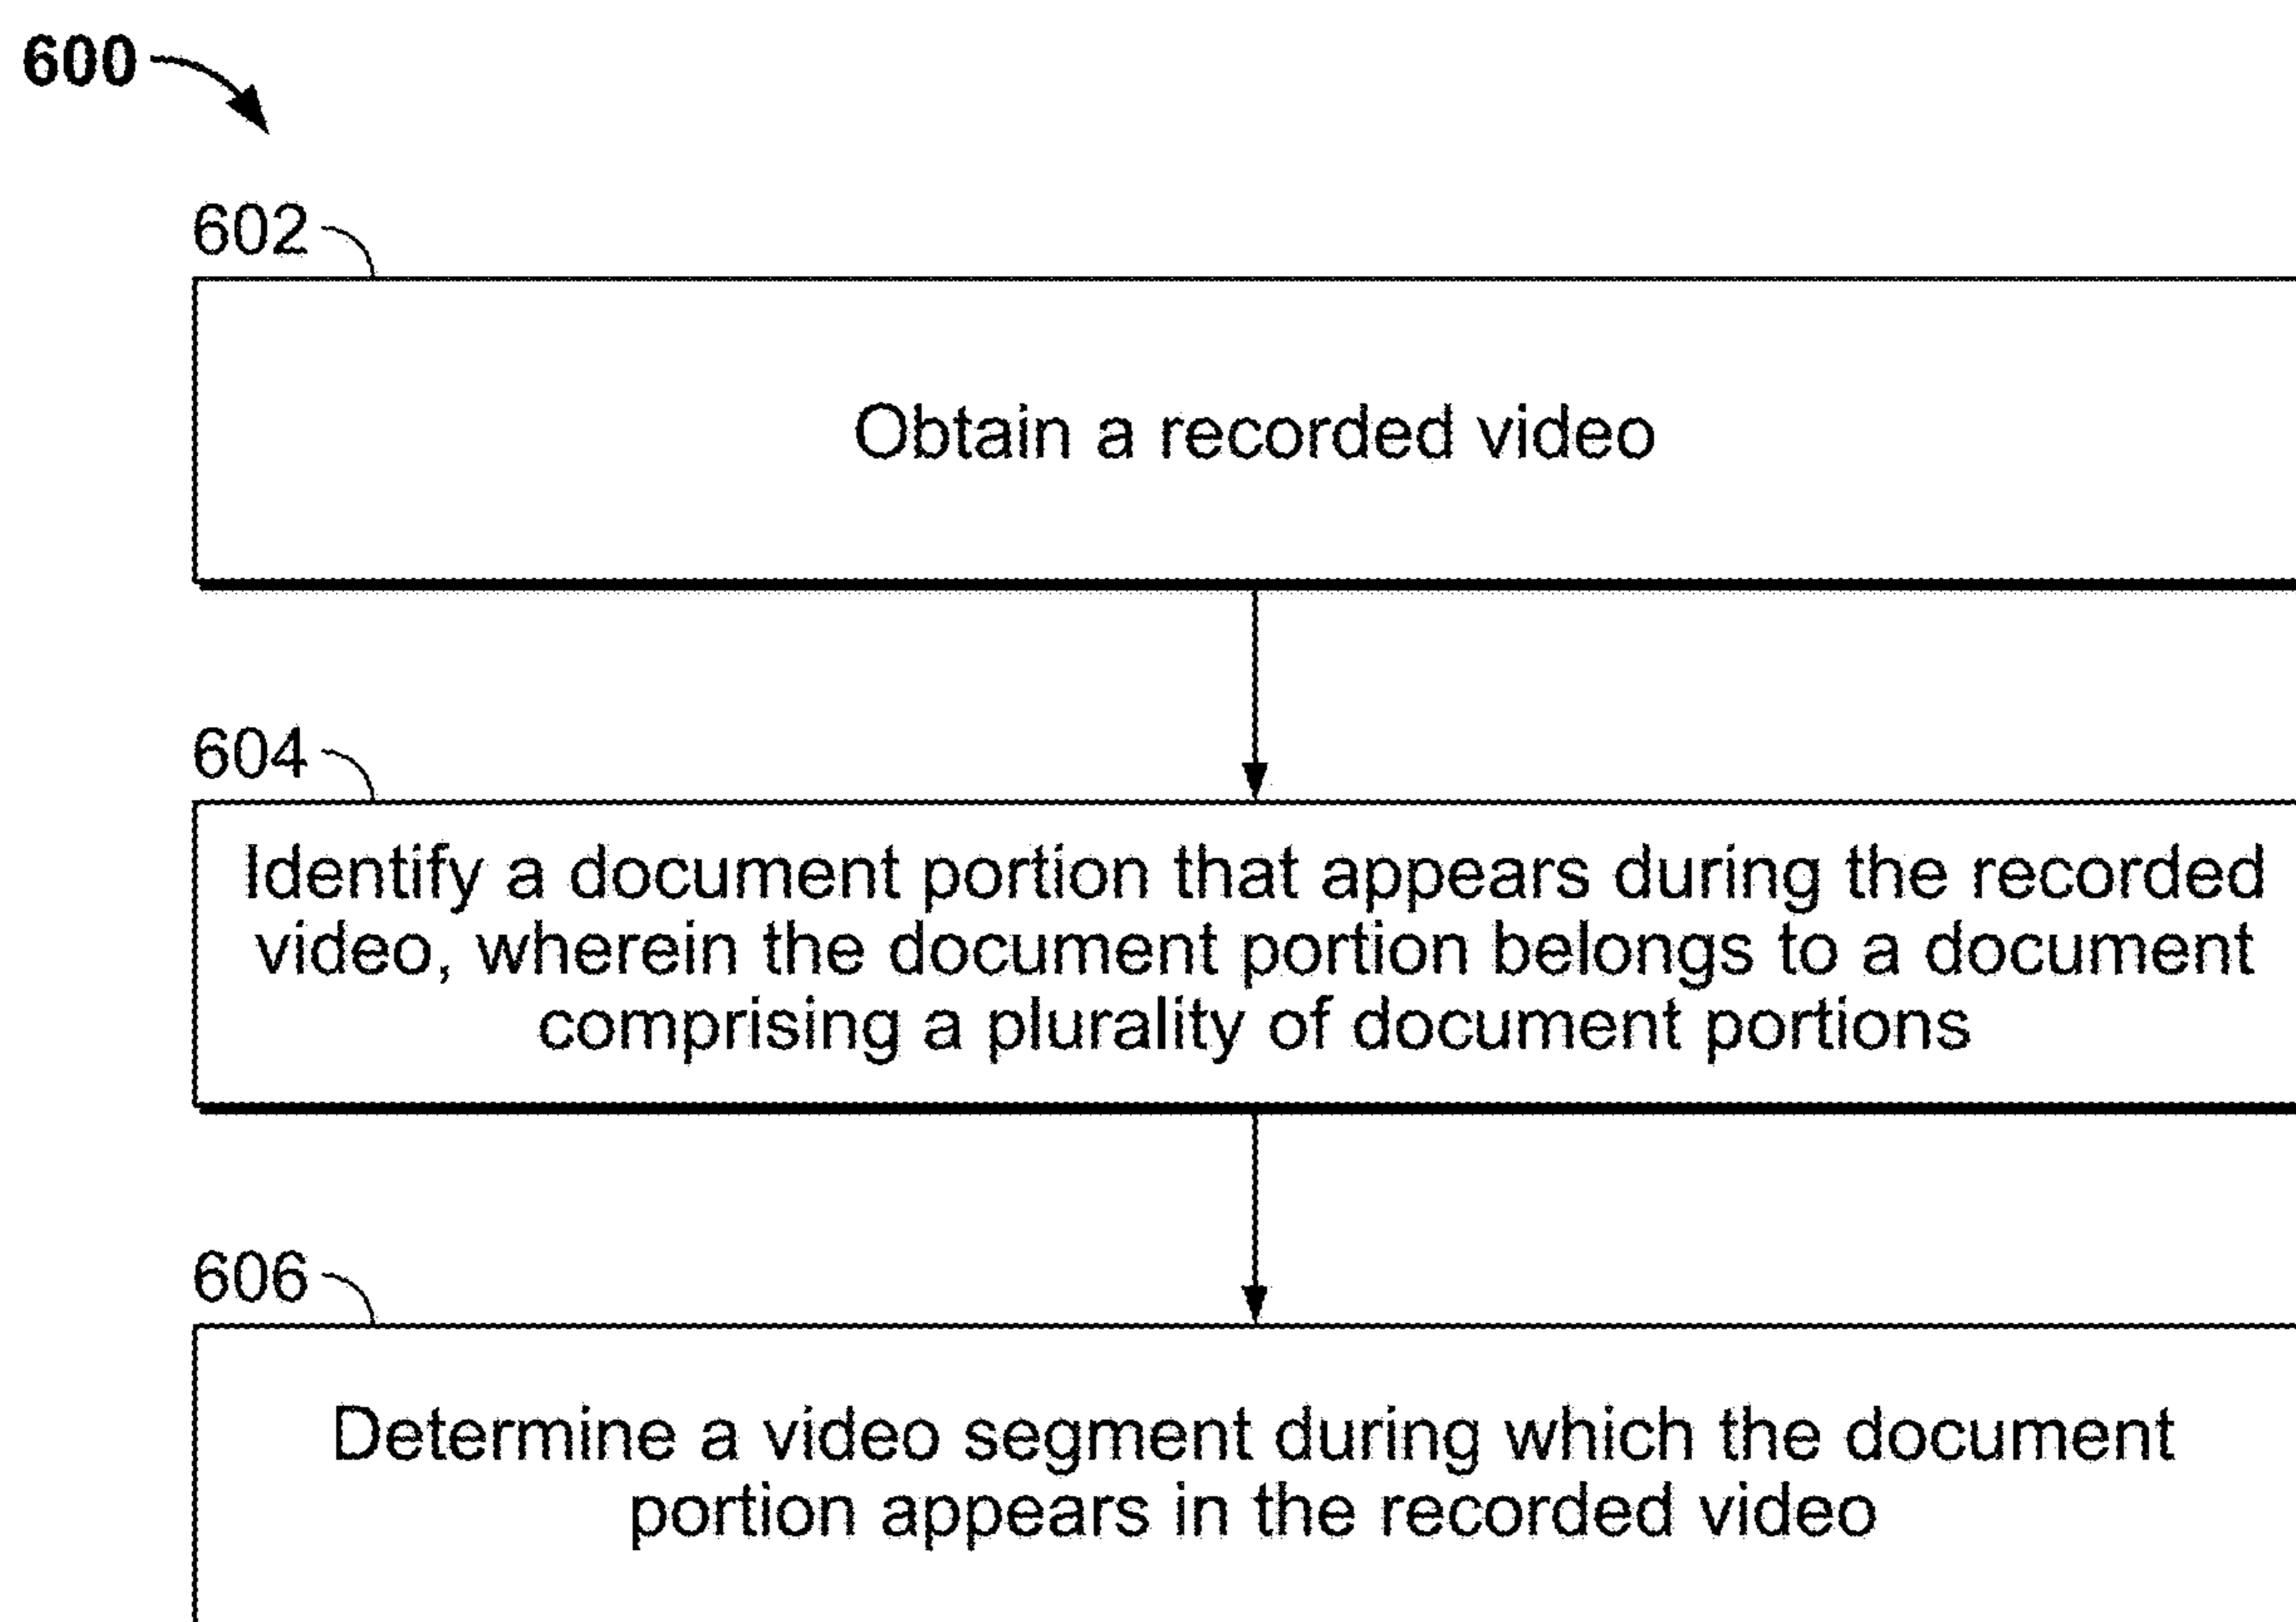 600
602
Obtain a recorded video
604
Identify a document portion that appears during the recorded
video, wherein the document portion belongs to a document
comprising a plurality of document portions
606
Determine a video segment during which the document
portion appears in the recorded video